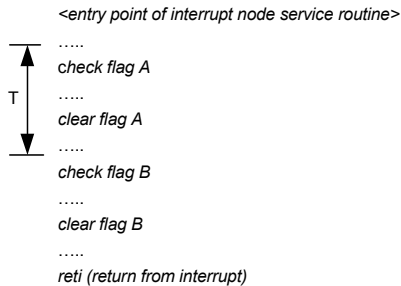 <entry point of interrupt node service routine>
…..
check flag A
…..
T
clear flag A
…..
check flag B
…..
clear flag B
…..
reti (return from interrupt)